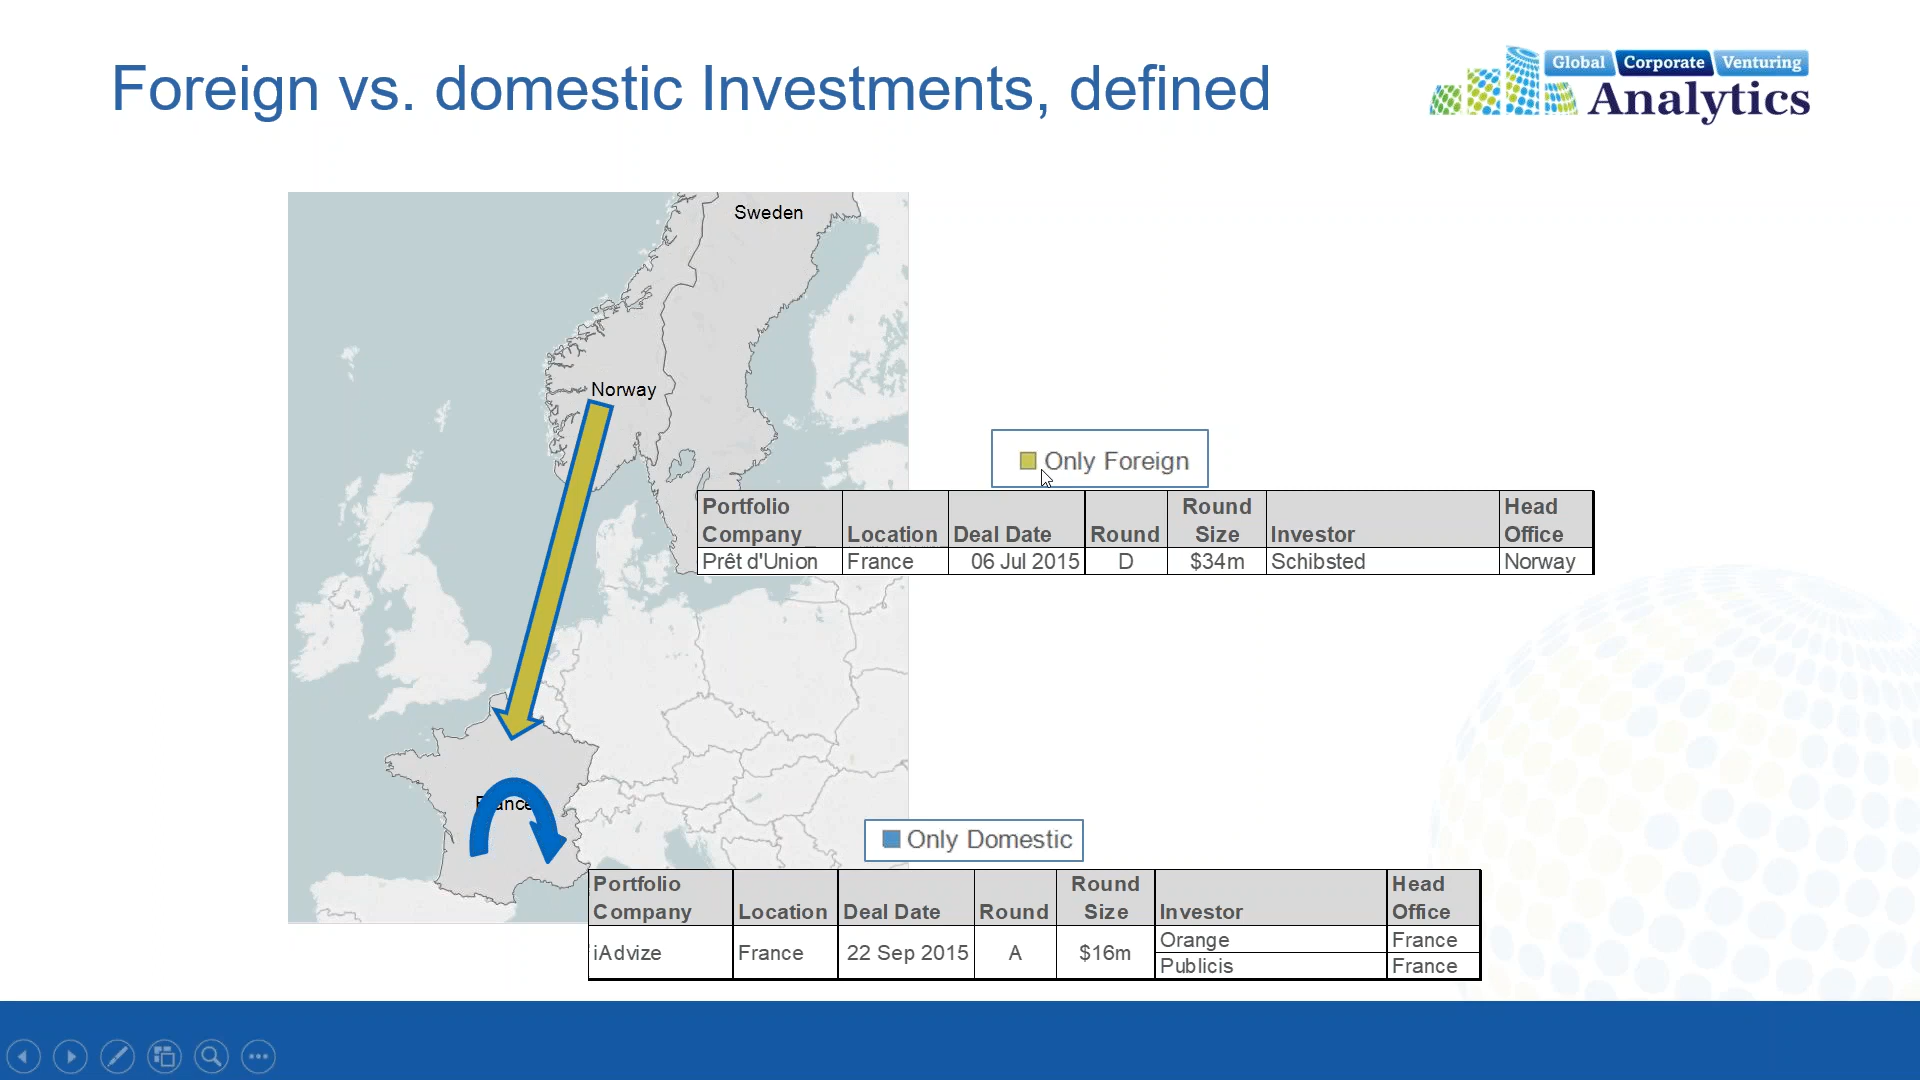 Foreign vs. domestic Investments, defined
Global Corporate Venturing
Analytics
Sweden
Norway
France
Only Foreign
Portfolio Company Location Deal Date Round Round Size Investor Head Office
Prêt d'Union France 06 Jul 2015 D $34m Schibsted Norway
Only Domestic
Portfolio Company Location Deal Date Round Round Size Investor Head Office
iAdvize France 22 Sep 2015 A $16m Orange France
Publicis France